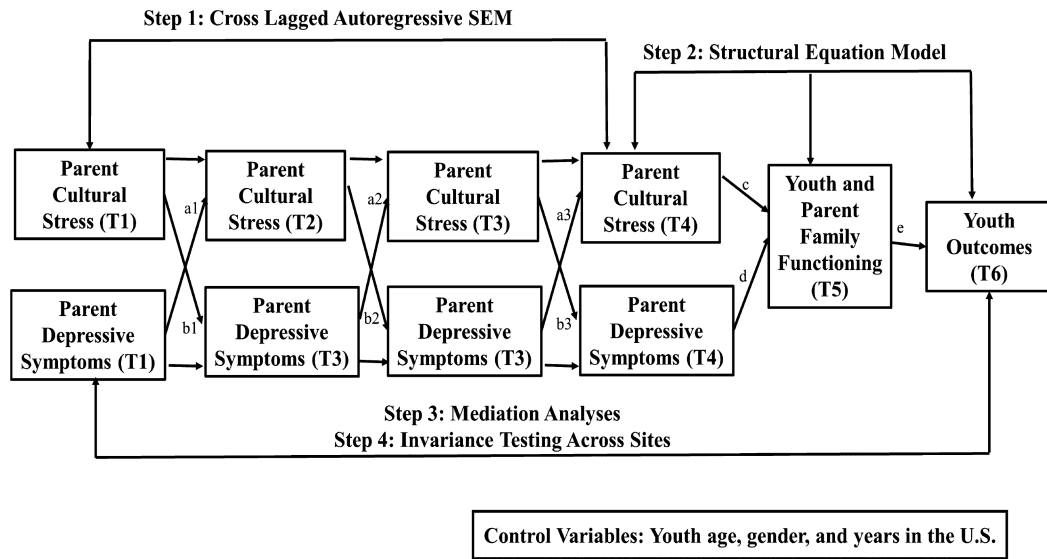 Step 1: Cross Lagged Autoregressive SEM
Step 2: Structural Equation Model
Parent
Cultural
Stress (T1)
a1
Parent
Cultural
Stress (T2)
a2
Parent
Cultural
Stress (T3)
a3
Parent
Cultural
Stress (T4)
c
Youth and
Parent
Family
Functioning
(T5)
e
Youth
Outcomes
(T6)
Parent
Depressive
Symptoms (T1)
b1
Parent
Depressive
Symptoms (T3)
b2
Parent
Depressive
Symptoms (T3)
b3
Parent
Depressive
Symptoms (T4)
d
Step 3: Mediation Analyses
Step 4: Invariance Testing Across Sites
Control Variables: Youth age, gender, and years in the U.S.